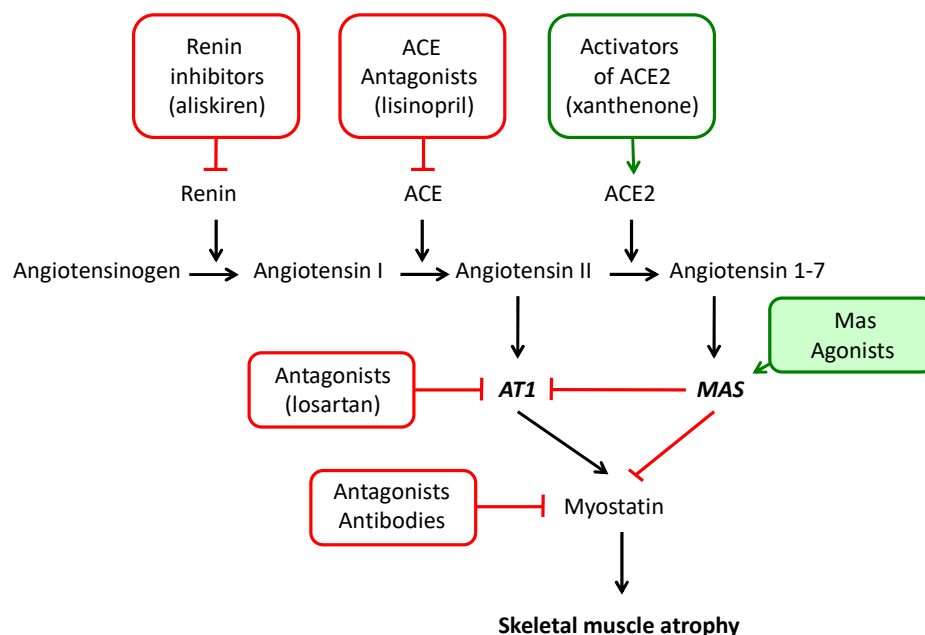 Renin
inhibitors
(aliskiren)
ACE
Antagonists
(lisinopril)
Activators
of ACE2
(xanthenone)
Renin
ACE
ACE2
Angiotensinogen
Angiotensin I
Angiotensin II
Angiotensin 1-7
Mas
Agonists
Antagonists
(losartan)
AT1
MAS
Antagonists
Antibodies
Myostatin
Skeletal muscle atrophy